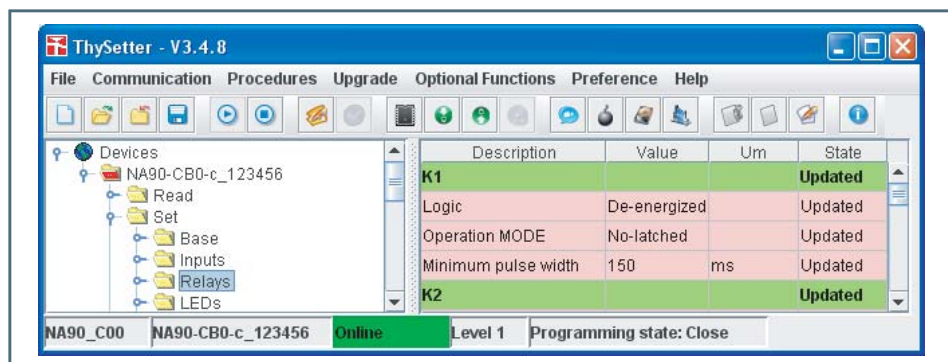 ThySetter - V3.4.8
File Communication Procedures Upgrade Optional Functions Preference Help
Devices
NA90-CB0-c_123456
Read
Set
Base
Inputs
Relays
LEDs
Description Value Um State
K1 Updated
Logic De-energized Updated
Operation MODE No-latched Updated
Minimum pulse width 150 ms Updated
K2 Updated
NA90_C00 NA90-CB0-c_123456 Online Level 1 Programming state: Close